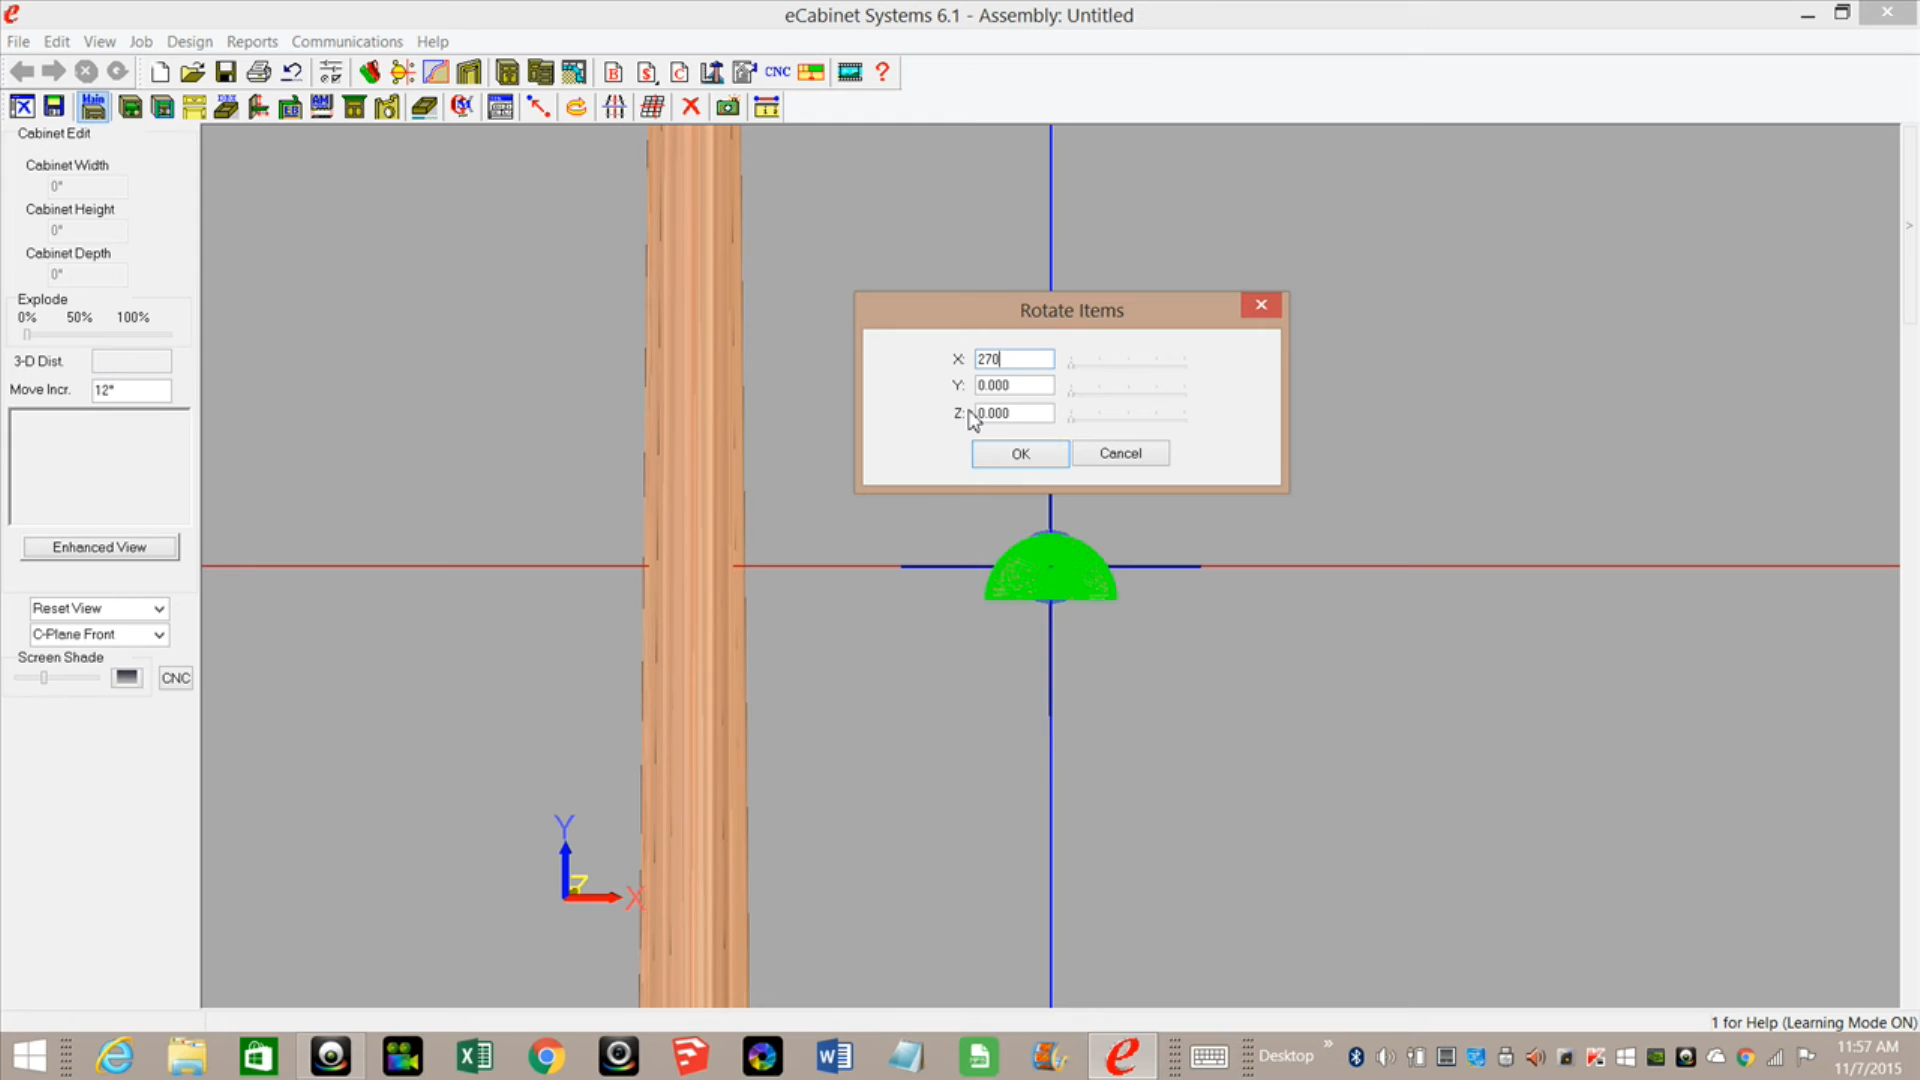 eCabinet Systems 6.1 - Assembly: Untitled
File Edit View Job Design Reports Communications Help
B $ C CNC ?
Main EB
Cabinet Edit
Cabinet Width
0"
Cabinet Height
0"
Cabinet Depth
0"
Explode
0% 50% 100%
3-D Dist.
Move Incr. 12"
Enhanced View
Reset View
C-Plane Front
Screen Shade
CNC
Rotate Items
X: 270
Y: 0.000
Z: 0.000
OK Cancel
Y
Z
X
1 for Help (Learning Mode ON)
Desktop
11:57 AM
11/7/2015